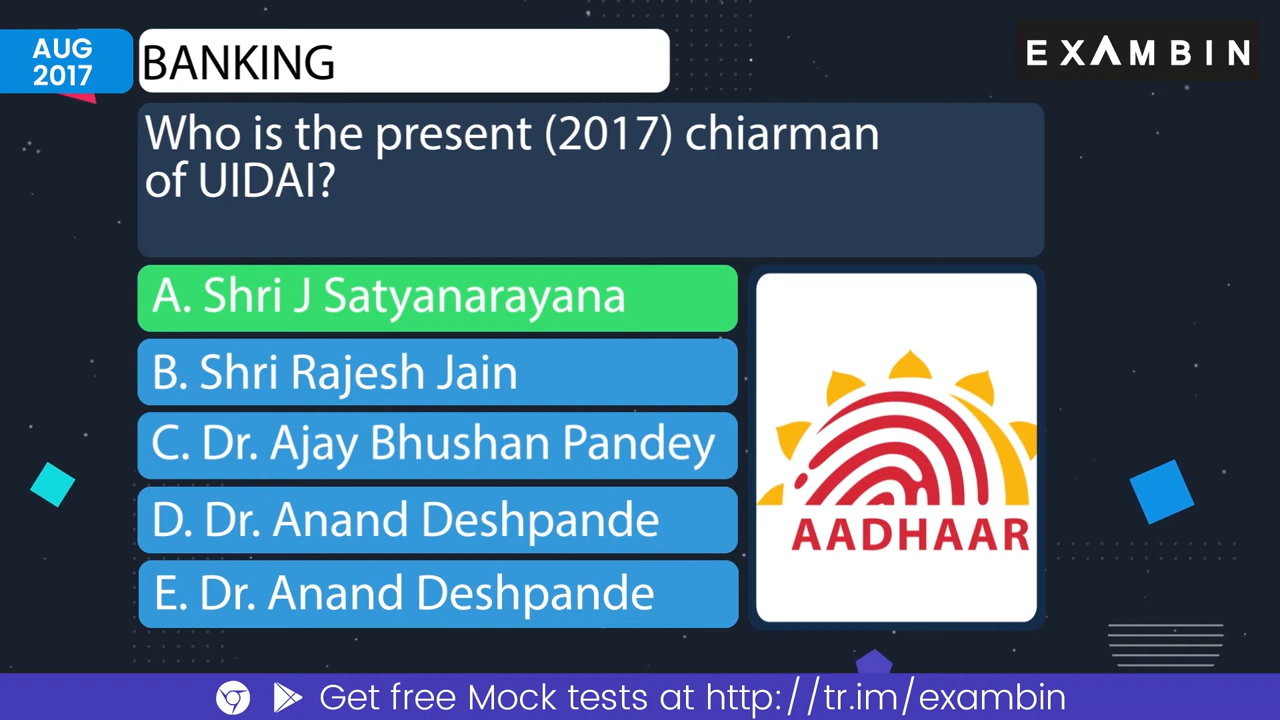 AUG
2017
BANKING
EXAMBIN
Who is the present (2017) chiarman
of UIDAI?
A. Shri J Satyanarayana
B. Shri Rajesh Jain
C. Dr. Ajay Bhushan Pandey
D. Dr. Anand Deshpande
E. Dr. Anand Deshpande
AADHAAR
Get free Mock tests at http://tr.im/exambin